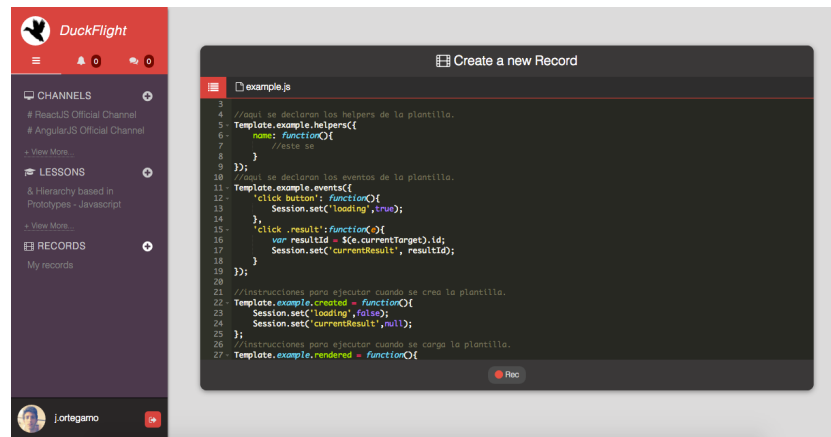 DuckFlight
0
0
CHANNELS
# ReactJS Official Channel
# AngularJS Official Channel
+ View More...
LESSONS
& Hierarchy based in
Prototypes - Javascript
+ View More...
RECORDS
My records
j.ortegamo
Create a new Record
example.js
3
4 //aqui se declaran los helpers de la plantilla.
5 Template.example.helpers({
6 name: function(){
7 //este se
8 }
9 });
10 //aqui se declaran los eventos de la plantilla.
11 Template.example.events({
12 'click button': function(){
13 Session.set('loading',true);
14 },
15 'click .result':function(e){
16 var resultId = $(e.currentTarget).id;
17 Session.set('currentResult', resultId);
18 }
19 });
20
21 //instrucciones para ejecutar cuando se crea la plantilla.
22 Template.example.created = function(){
23 Session.set('loading',false);
24 Session.set('currentResult',null);
25 };
26 //instrucciones para ejecutar cuando se carga la plantilla.
27 Template.example.rendered = function(){
Rec